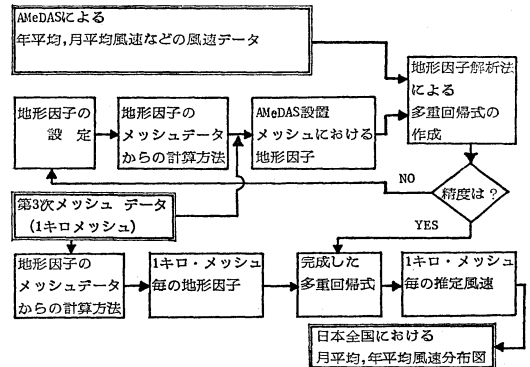 AMeDASによる
年平均,月平均風速などの風速データ
地形因子解析法
による
多重回帰式の
作成
地形因子の
設 定
地形因子の
メッシュデータ
からの計算方法
AMeDAS設置
メッシュにおける
地形因子
NO
精度は?
YES
第3次メッシュ データ
(1キロメッシュ)
地形因子の
メッシュデータ
からの計算方法
1キロ・メッシュ
毎の地形因子
完成した
多重回帰式
1キロ・メッシュ
毎の推定風速
日本全国における
月平均,年平均風速分布図